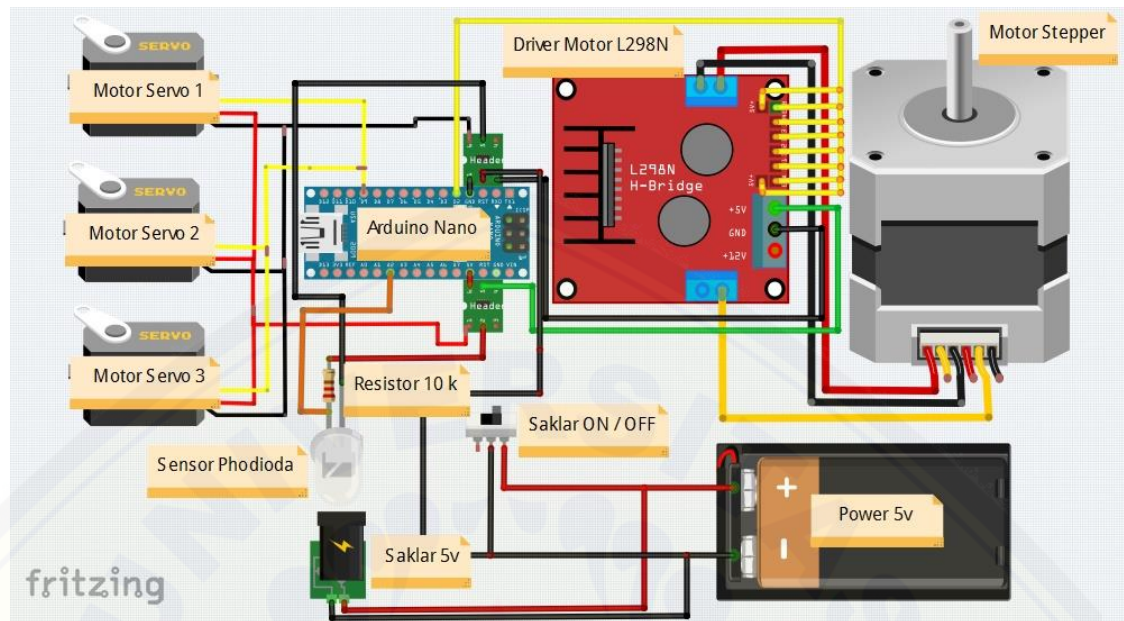 SERVO
Motor Servo 1
SERVO
Motor Servo 2
SERVO
Motor Servo 3
Driver Motor L298N
Motor Stepper
L298N
H-Bridge
+5V
GND
+12V
Header
Arduino Nano
Header
Resistor 10 k
Saklar ON / OFF
Sensor Phodioda
Saklar 5v
+
Power 5v
-
fritzing